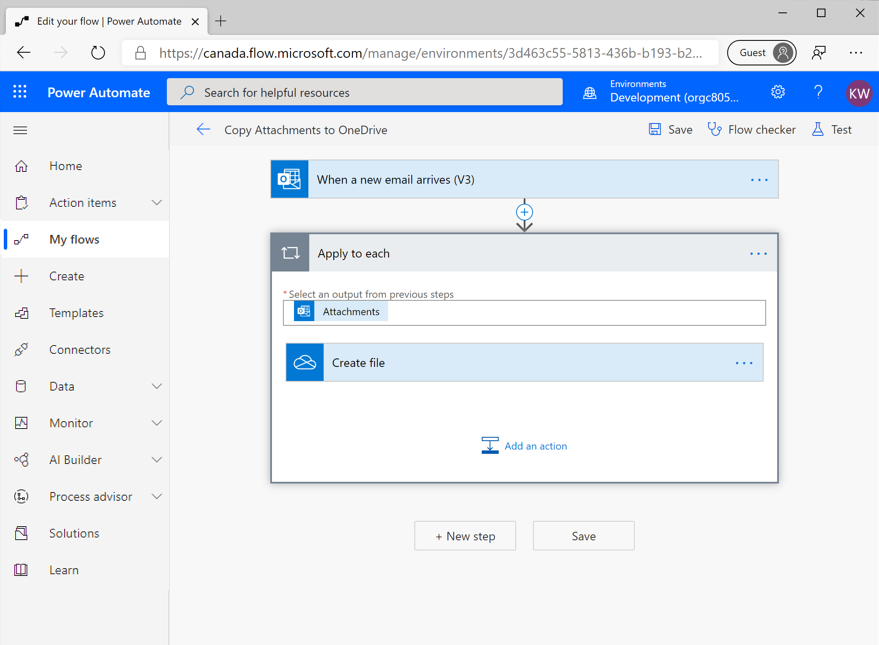 Edit your flow | Power Automate
https://canada.flow.microsoft.com/manage/environments/3d463c55-5813-436b-b193-b2...
Guest
Power Automate
Search for helpful resources
Environments
Development (orgc805...
?
KW
Copy Attachments to OneDrive
Save
Flow checker
Test
Home
Action items
My flows
Create
Templates
Connectors
Data
Monitor
AI Builder
Process advisor
Solutions
Learn
When a new email arrives (V3)
Apply to each
*Select an output from previous steps
Attachments
Create file
Add an action
+ New step
Save